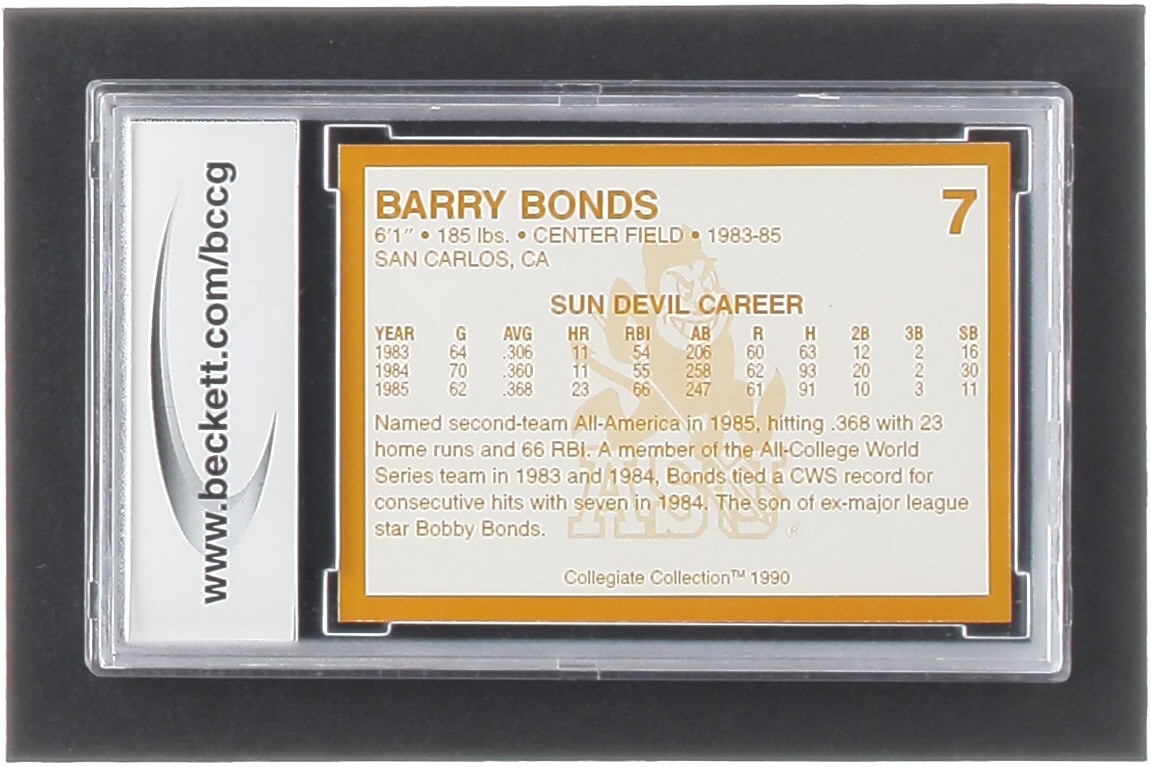 www.beckett.com/bccg
BARRY BONDS 7
6'1" • 185 lbs. • CENTER FIELD • 1983-85
SAN CARLOS, CA
SUN DEVIL CAREER
YEAR G AVG HR RBI AB R H 2B 3B SB
1983 64 .306 11 54 206 60 63 12 2 16
1984 70 .360 11 55 258 62 93 20 2 30
1985 62 .368 23 66 247 61 91 10 3 11
Named second-team All-America in 1985, hitting .368 with 23
home runs and 66 RBI. A member of the All-College World
Series team in 1983 and 1984, Bonds tied a CWS record for
consecutive hits with seven in 1984. The son of ex-major league
star Bobby Bonds.
ASU ®
Collegiate Collection™ 1990